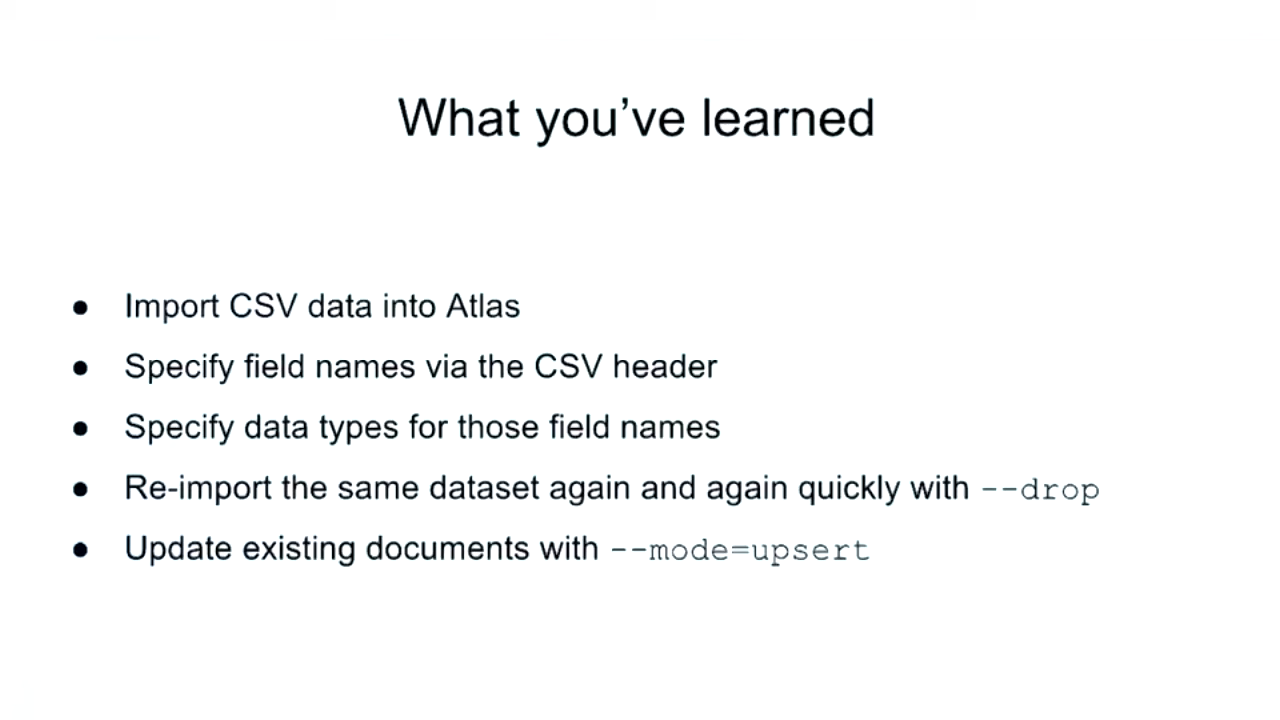 What you’ve learned
● Import CSV data into Atlas
● Specify field names via the CSV header
● Specify data types for those field names
● Re-import the same dataset again and again quickly with --drop
● Update existing documents with --mode=upsert